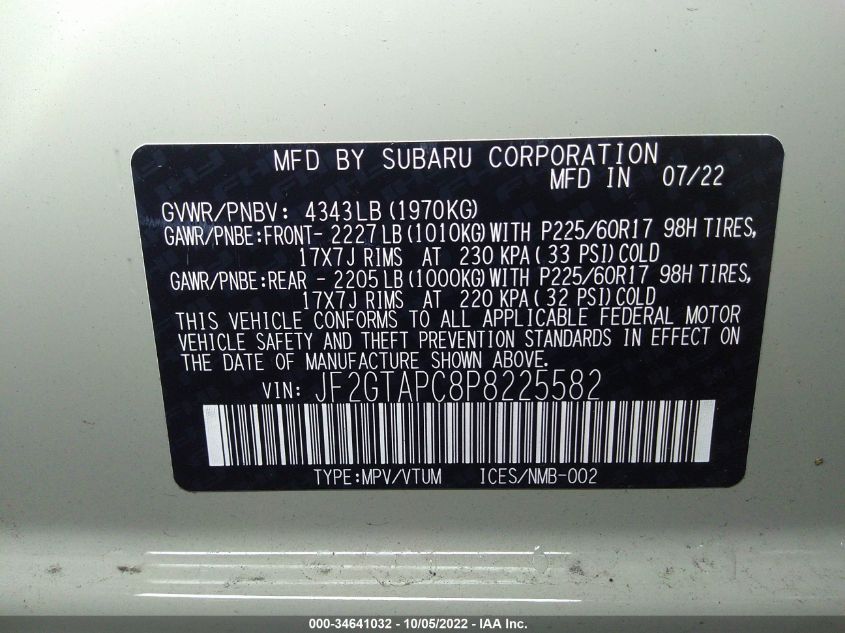 MFD BY SUBARU CORPORATION
MFD IN 07/22
GVWR/PNBV: 4343LB (1970KG)
GAWR/PNBE:FRONT- 2227LB (1010KG) WITH P225/60R17 98H TIRES,
17X7J RIMS AT 230 KPA ( 33 PSI) COLD
GAWR/PNBE:REAR - 2205LB (1000KG) WITH P225/60R17 98H TIRES,
17X7J RIMS AT 220 KPA ( 32 PSI) COLD
THIS VEHICLE CONFORMS TO ALL APPLICABLE FEDERAL MOTOR
VEHICLE SAFETY AND THEFT PREVENTION STANDARDS IN EFFECT ON
THE DATE OF MANUFACTURE SHOWN ABOVE.
VIN: JF2GTAPC8P8225582
TYPE:MPV/VTUM ICES/NMB-002
000-34641032 - 10/05/2022 - IAA Inc.